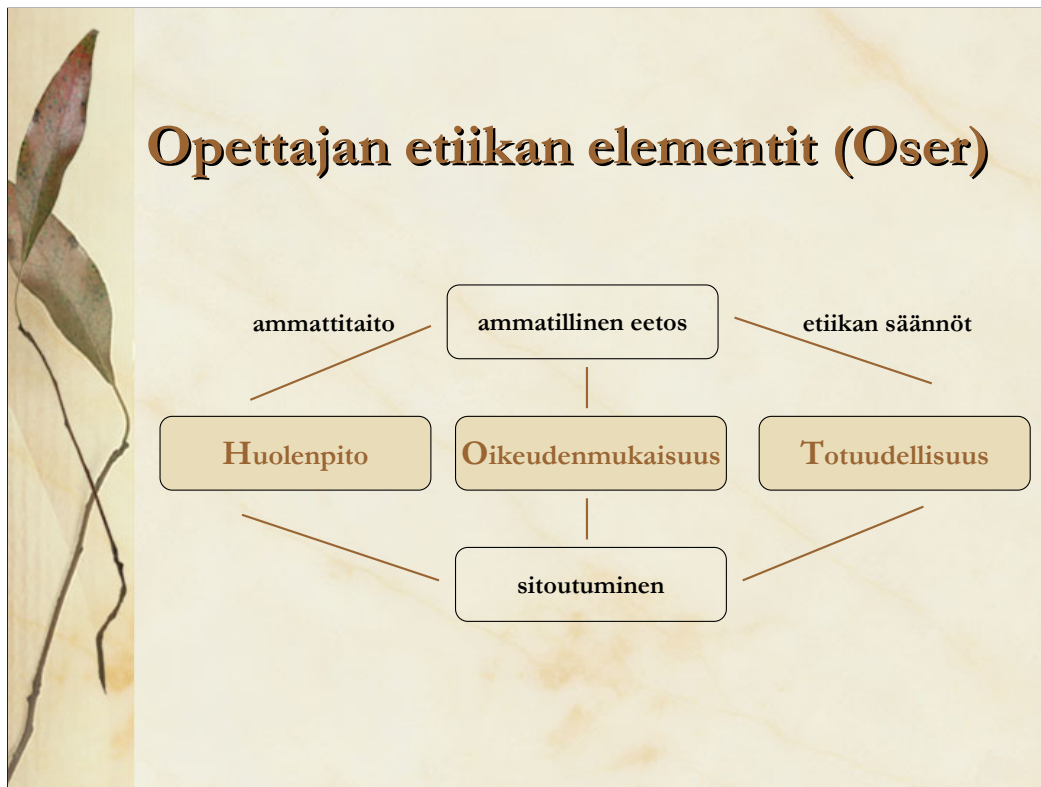 Opettajan etiikan elementit (Oser)
ammattitaito
ammatillinen eetos
etiikan säännöt
Huolenpito
Oikeudenmukaisuus
Totuudellisuus
sitoutuminen